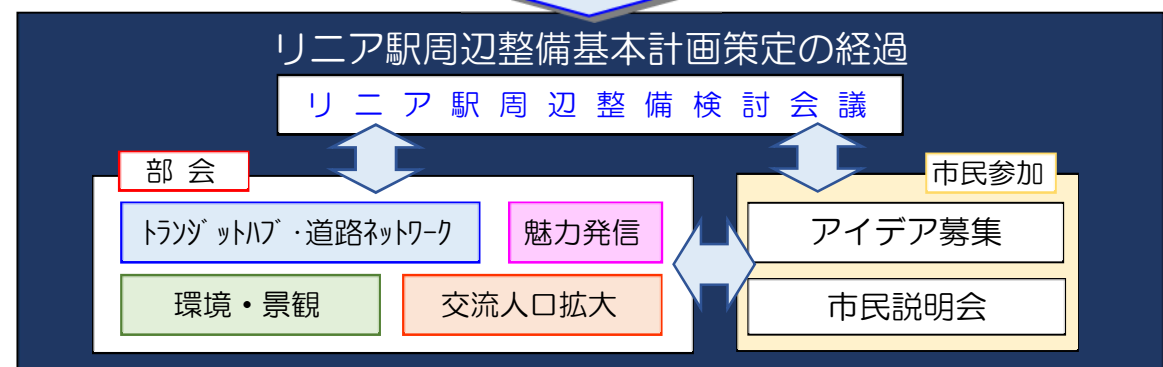 リニア駅周辺整備基本計画策定の経過
リニア駅周辺整備検討会議
部会
市民参加
ﾄﾗﾝｼﾞｯﾄﾊﾌﾞ・道路ﾈｯﾄﾜｰｸ
魅力発信
アイデア募集
環境・景観
交流人口拡大
市民説明会